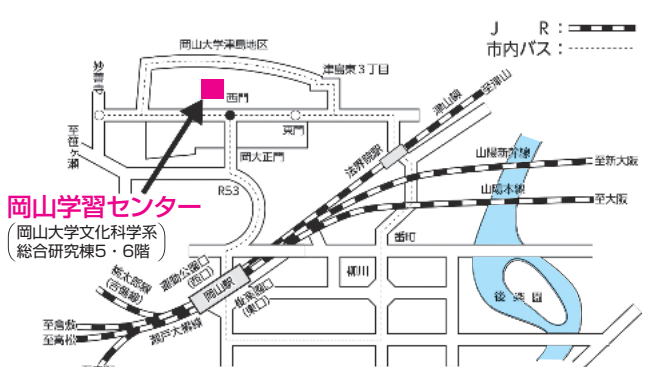 J R：
市内バス：
岡山大学津島地区
津島東3丁目
妙善寺
西門
東門
至笹ヶ瀬
岡大正門
津山線
至津山
法界院駅
山陽新幹線
至新大阪
山陽本線
至大阪
R53
岡山学習センター
岡山大学文化科学系
総合研究棟5・6階
番町
柳川
後楽園
運動公園口
(西口)
岡山駅
後楽園口
(東口)
桃太郎線
(吉備線)
瀬戸大橋線
至倉敷
至高松